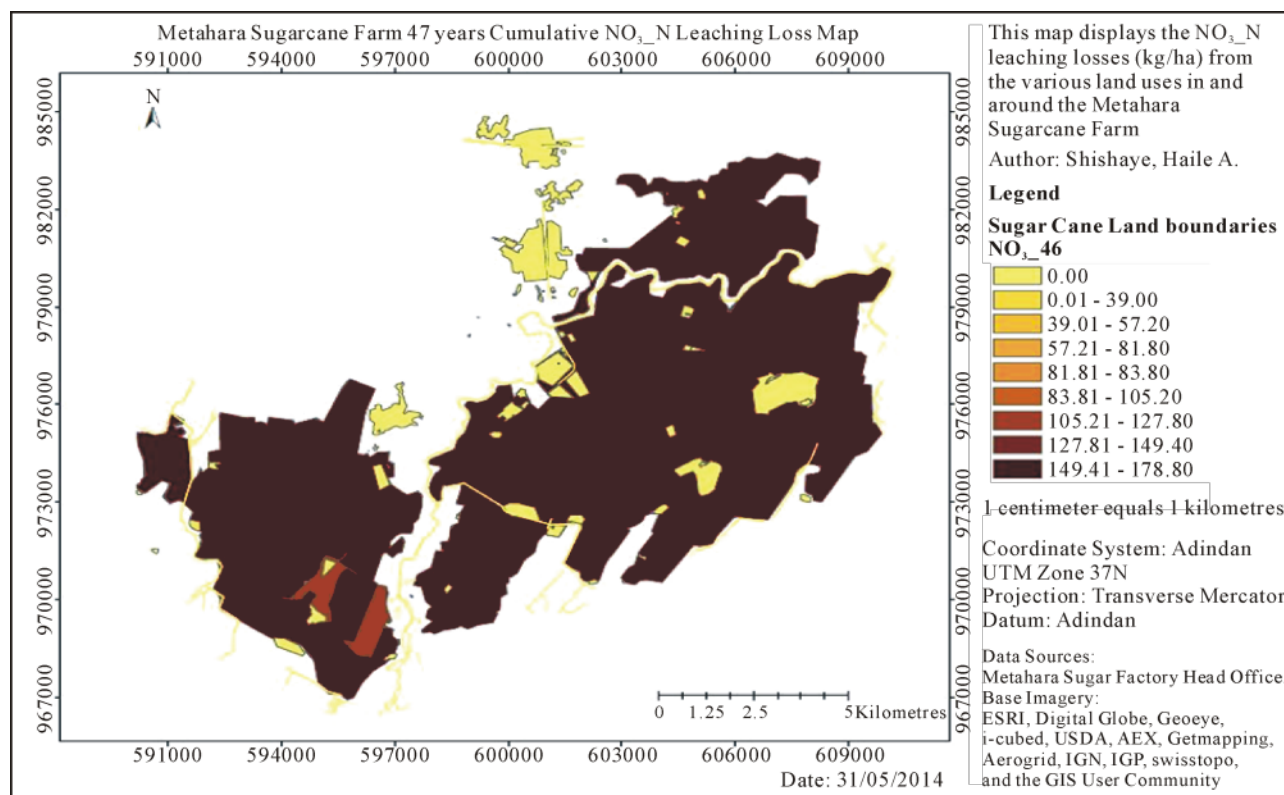 Metahara Sugarcane Farm 47 years Cumulative NO₃_N Leaching Loss Map
591000 594000 597000 600000 603000 606000 609000
N
985000
982000
979000
976000
973000
970000
967000
985000
982000
979000
976000
973000
970000
967000
0 1.25 2.5 5 Kilometres
591000 594000 597000 600000 603000 606000 609000
Date: 31/05/2014
This map displays the NO₃_N
leaching losses (kg/ha) from
the various land uses in and
around the Metahara
Sugarcane Farm
Author: Shishaye, Haile A.
Legend
Sugar Cane Land boundaries
NO₃_46
0.00
0.01 - 39.00
39.01 - 57.20
57.21 - 81.80
81.81 - 83.80
83.81 - 105.20
105.21 - 127.80
127.81 - 149.40
149.41 - 178.80
1 centimeter equals 1 kilometres
Coordinate System: Adindan
UTM Zone 37N
Projection: Transverse Mercator
Datum: Adindan
Data Sources:
Metahara Sugar Factory Head Office
Base Imagery:
ESRI, Digital Globe, Geoeye,
i-cubed, USDA, AEX, Getmapping,
Aerogrid, IGN, IGP, swisstopo,
and the GIS User Community